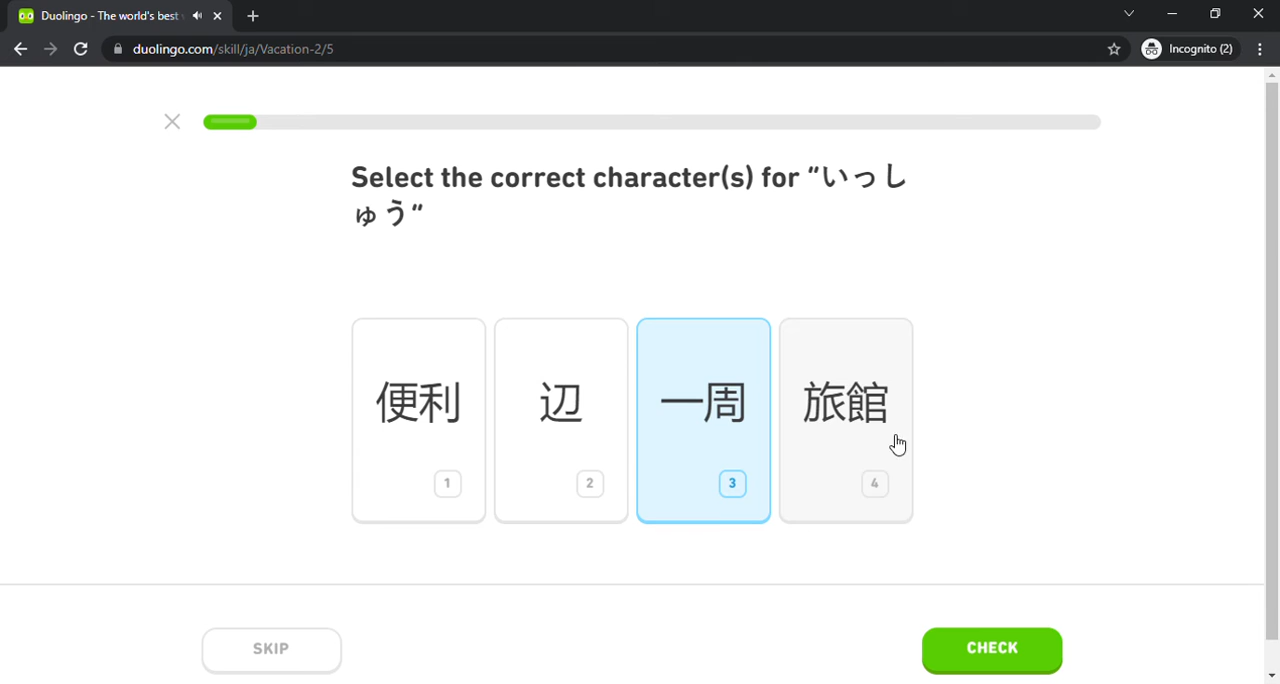 Duolingo - The world's best
duolingo.com/skill/ja/Vacation-2/5
Incognito (2)
Select the correct character(s) for "いっし
ゅう"
便利
辺
一周
旅館
1
2
3
4
SKIP
CHECK